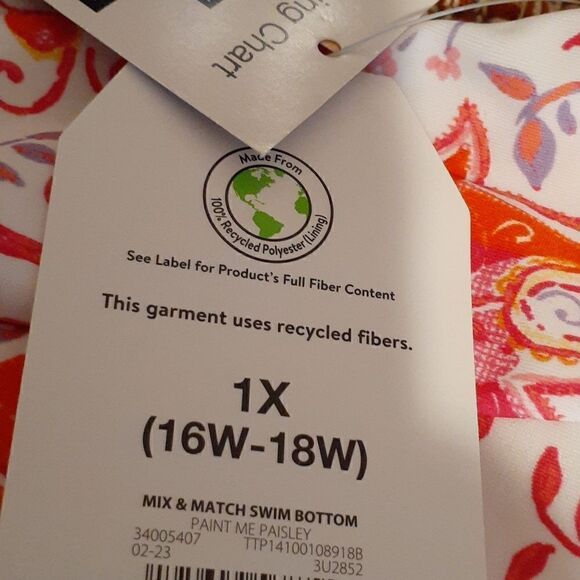 ing Chart
Made From
100% Recycled Polyester (Lining)
See Label for Product's Full Fiber Content
This garment uses recycled fibers.
1X
(16W-18W)
MIX & MATCH SWIM BOTTOM
PAINT ME PAISLEY
34005407 TTP14100108918B
02-23 3U2852